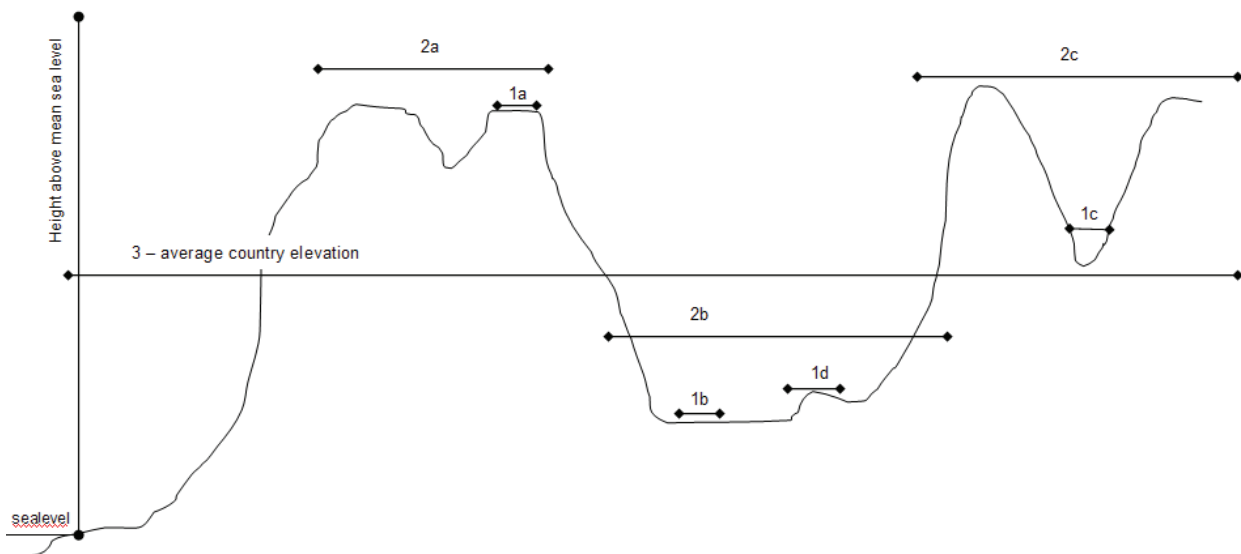 Height above mean sea level
2a
2c
1a
1c
3 – average country elevation
2b
1d
1b
sealevel